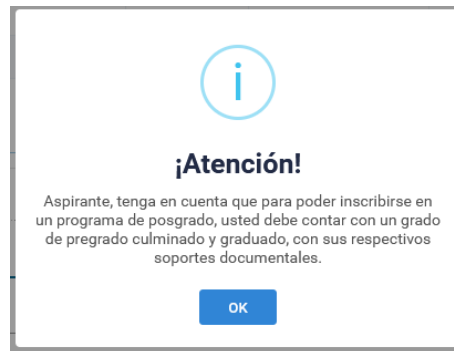 ¡Atención!
Aspirante, tenga en cuenta que para poder inscribirse en
un programa de posgrado, usted debe contar con un grado
de pregrado culminado y graduado, con sus respectivos
soportes documentales.
OK